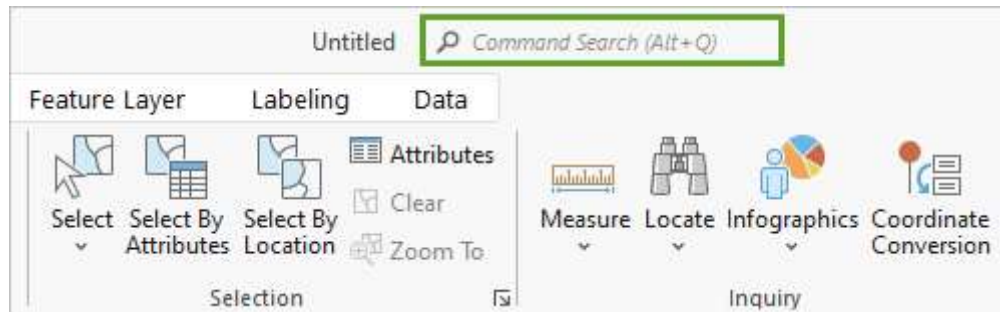 Untitled
Command Search (Alt+Q)
Feature Layer Labeling Data
Select
Select By
Attributes
Select By
Location
Attributes
Clear
Zoom To
Measure
Locate
Infographics
Coordinate
Conversion
Selection
Inquiry